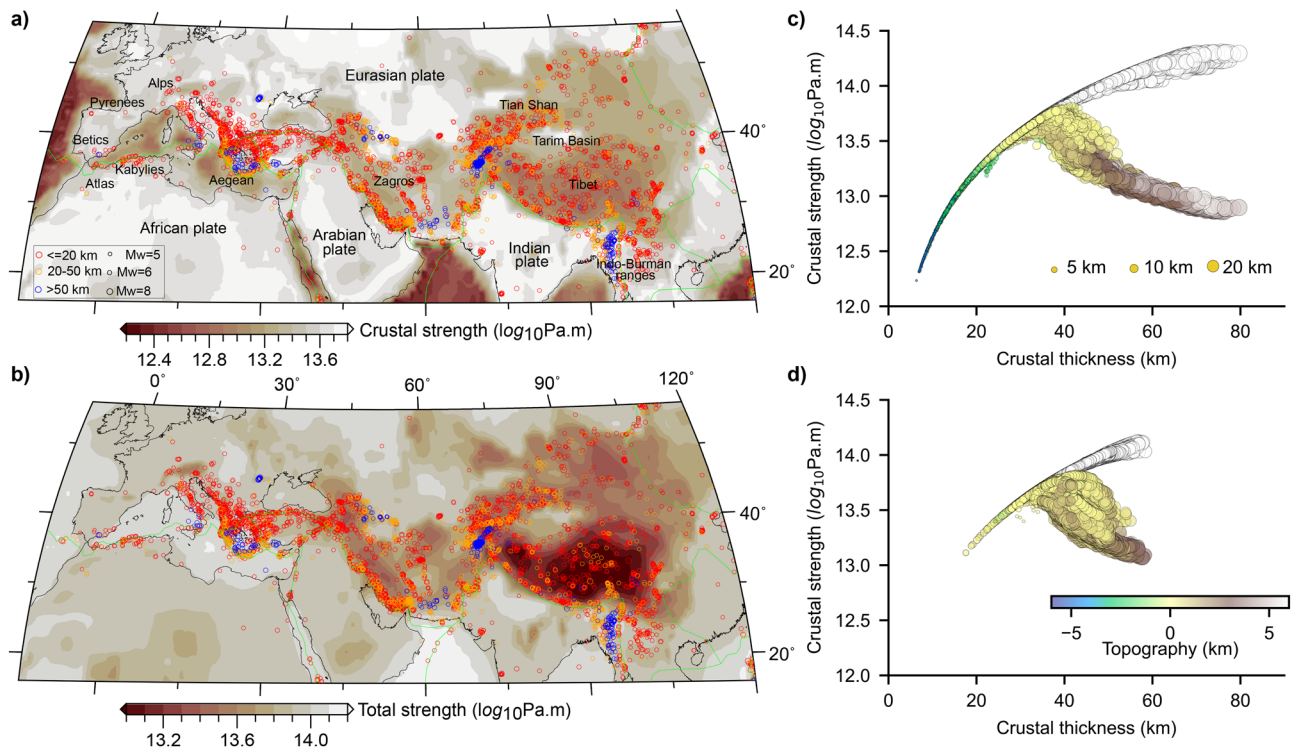 a)
Eurasian plate
Alps
Pyrenees
Tian Shan
Betics
Tarim Basin
40°
Kabylies
Atlas
Aegean
Zagros
Tibet
African plate
Arabian
plate
Indian
plate
Indo-Burman
ranges
<=20 km Mw=5
20-50 km Mw=6
>50 km Mw=8
20°
12.4 12.8 13.2 13.6
Crustal strength (log10Pa.m)
b)
0° 30° 60° 90° 120°
40°
20°
13.2 13.6 14.0
Total strength (log10Pa.m)
c)
Crustal strength (log10Pa.m)
14.5
14.0
13.5
13.0
12.5
12.0
5 km 10 km 20 km
0 20 40 60 80
Crustal thickness (km)
d)
Crustal strength (log10Pa.m)
14.5
14.0
13.5
13.0
12.5
12.0
−5 0 5
Topography (km)
0 20 40 60 80
Crustal thickness (km)